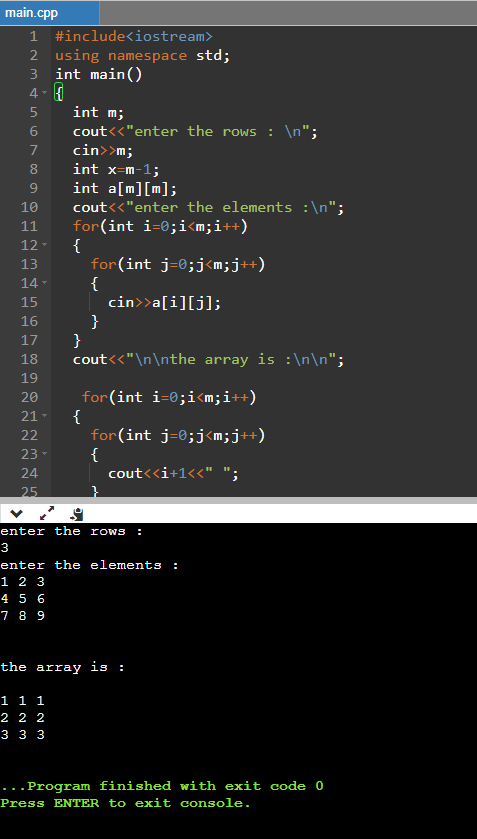 main.cpp
1 #include<iostream>
2 using namespace std;
3 int main()
4 {
5 int m;
6 cout<<"enter the rows : \n";
7 cin>>m;
8 int x=m-1;
9 int a[m][m];
10 cout<<"enter the elements :\n";
11 for(int i=0;i<m;i++)
12 {
13 for(int j=0;j<m;j++)
14 {
15 cin>>a[i][j];
16 }
17 }
18 cout<<"\n\nthe array is :\n\n";
19
20 for(int i=0;i<m;i++)
21 {
22 for(int j=0;j<m;j++)
23 {
24 cout<<i+1<<" ";
25 }
enter the rows :
3
enter the elements :
1 2 3
4 5 6
7 8 9
the array is :
1 1 1
2 2 2
3 3 3
...Program finished with exit code 0
Press ENTER to exit console.